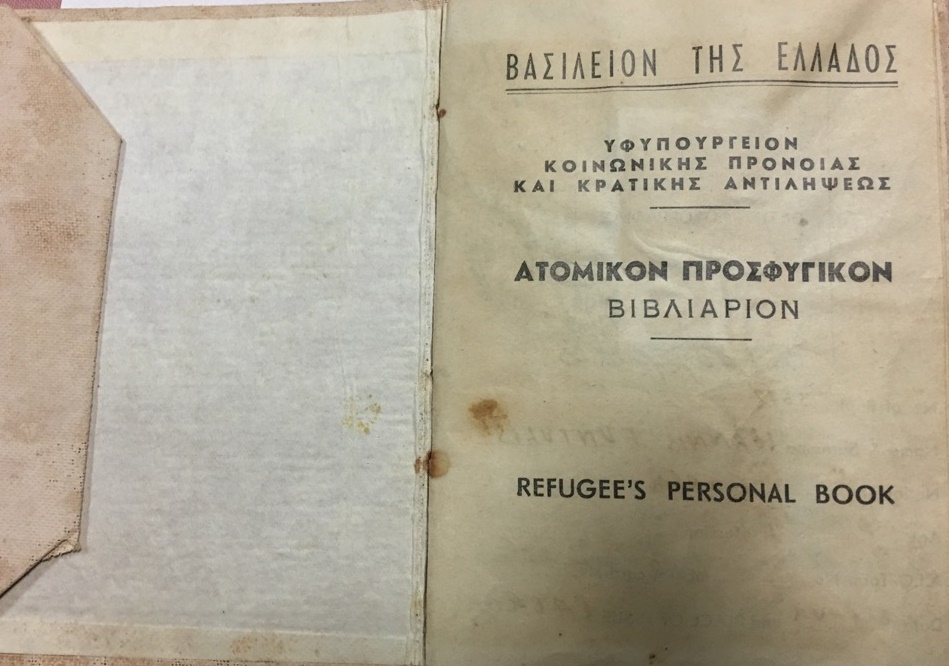 ΒΑΣΙΛΕΙΟΝ ΤΗΣ ΕΛΛΑΔΟΣ
ΥΦΥΠΟΥΡΓΕΙΟΝ
ΚΟΙΝΩΝΙΚΗΣ ΠΡΟΝΟΙΑΣ
ΚΑΙ ΚΡΑΤΙΚΗΣ ΑΝΤΙΛΗΨΕΩΣ
ΑΤΟΜΙΚΟΝ ΠΡΟΣΦΥΓΙΚΟΝ
ΒΙΒΛΙΑΡΙΟΝ
REFUGEE'S PERSONAL BOOK